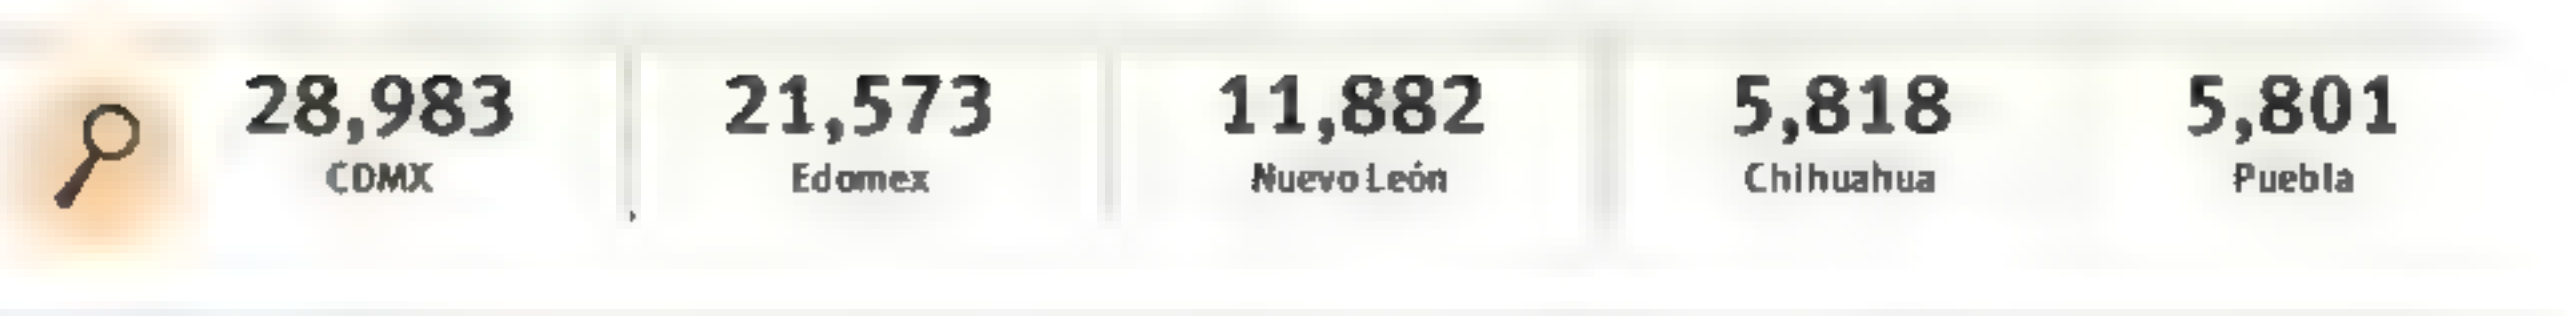 28,983 21,573 11,882 5,818 5,801
CDMX Edomex Nuevo León Chihuahua Puebla